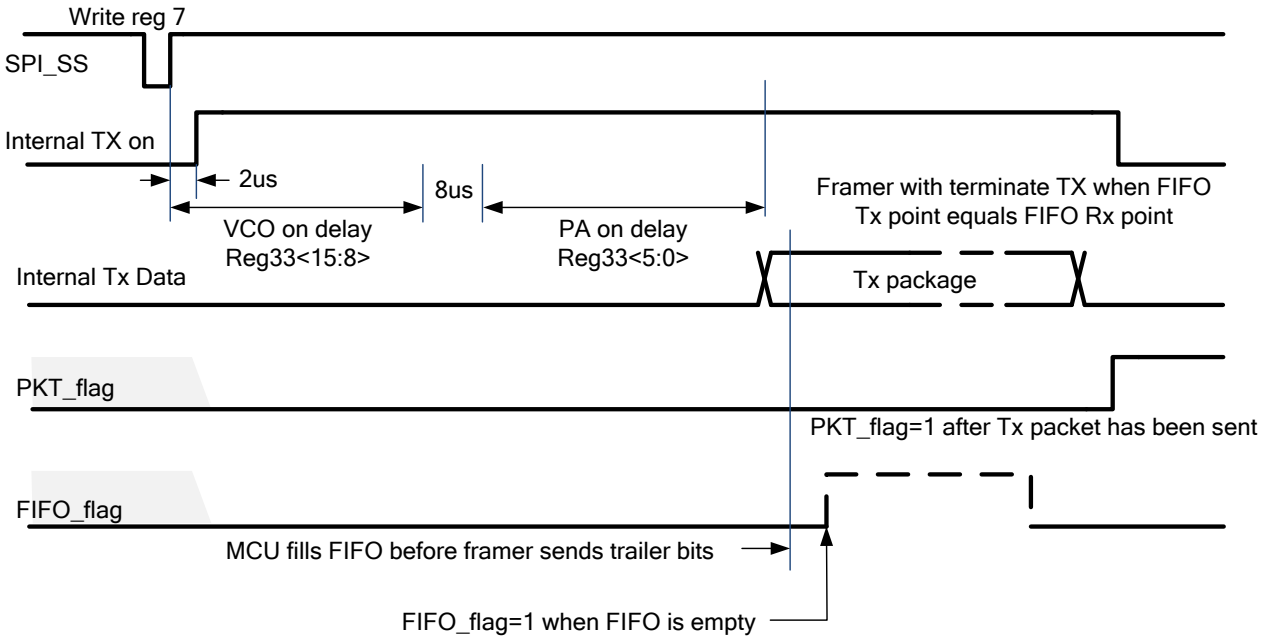 Write reg 7
SPI_SS
Internal TX on
2us
8us
VCO on delay
Reg33<15:8>
PA on delay
Reg33<5:0>
Framer with terminate TX when FIFO
Tx point equals FIFO Rx point
Internal Tx Data
Tx package
PKT_flag
PKT_flag=1 after Tx packet has been sent
FIFO_flag
MCU fills FIFO before framer sends trailer bits
FIFO_flag=1 when FIFO is empty